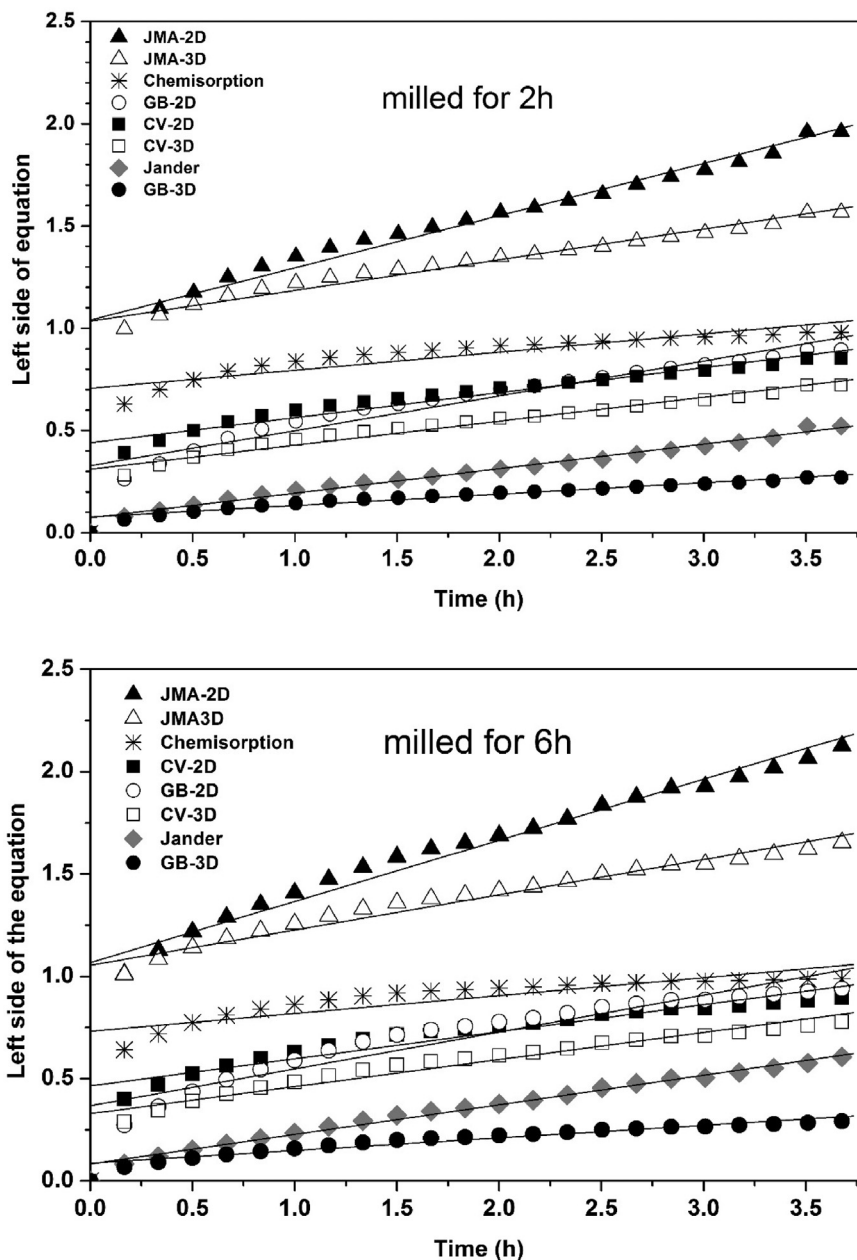 2.5
JMA-2D
JMA-3D
Chemisorption
GB-2D
CV-2D
CV-3D
Jander
GB-3D
milled for 2h
2.0
1.5
1.0
0.5
0.0
Left side of equation
0.0 0.5 1.0 1.5 2.0 2.5 3.0 3.5
Time (h)
2.5
JMA-2D
JMA3D
Chemisorption
CV-2D
GB-2D
CV-3D
Jander
GB-3D
milled for 6h
2.0
1.5
1.0
0.5
0.0
Left side of the equation
0.0 0.5 1.0 1.5 2.0 2.5 3.0 3.5
Time (h)